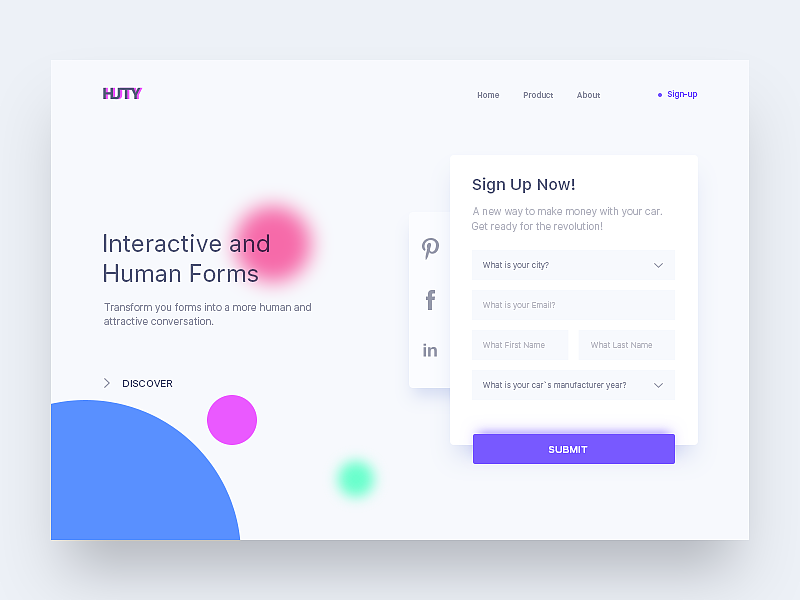 HUTY
Home Product About Sign-up
Interactive and
Human Forms
Transform you forms into a more human and
attractive conversation.
DISCOVER
Sign Up Now!
A new way to make money with your car.
Get ready for the revolution!
What is your city?
What is your Email?
What First Name What Last Name
What is your car`s manufacturer year?
SUBMIT
in